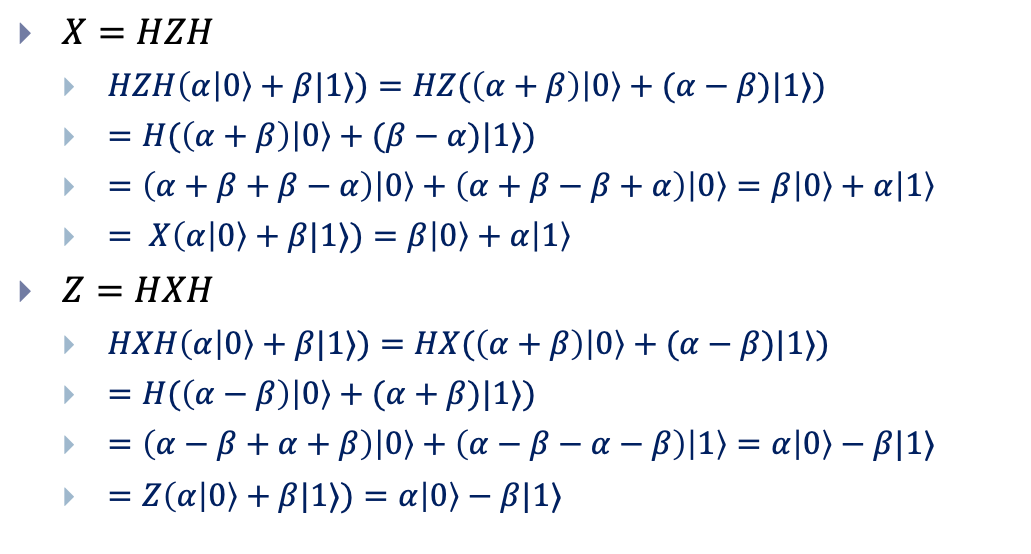 X = HZH
HZH(α|0⟩ + β|1⟩) = HZ((α + β)|0⟩ + (α − β)|1⟩)
= H((α + β)|0⟩ + (β − α)|1⟩)
= (α + β + β − α)|0⟩ + (α + β − β + α)|0⟩ = β|0⟩ + α|1⟩
= X(α|0⟩ + β|1⟩) = β|0⟩ + α|1⟩
Z = HXH
HXH(α|0⟩ + β|1⟩) = HX((α + β)|0⟩ + (α − β)|1⟩)
= H((α − β)|0⟩ + (α + β)|1⟩)
= (α − β + α + β)|0⟩ + (α − β − α − β)|1⟩ = α|0⟩ − β|1⟩
= Z(α|0⟩ + β|1⟩) = α|0⟩ − β|1⟩